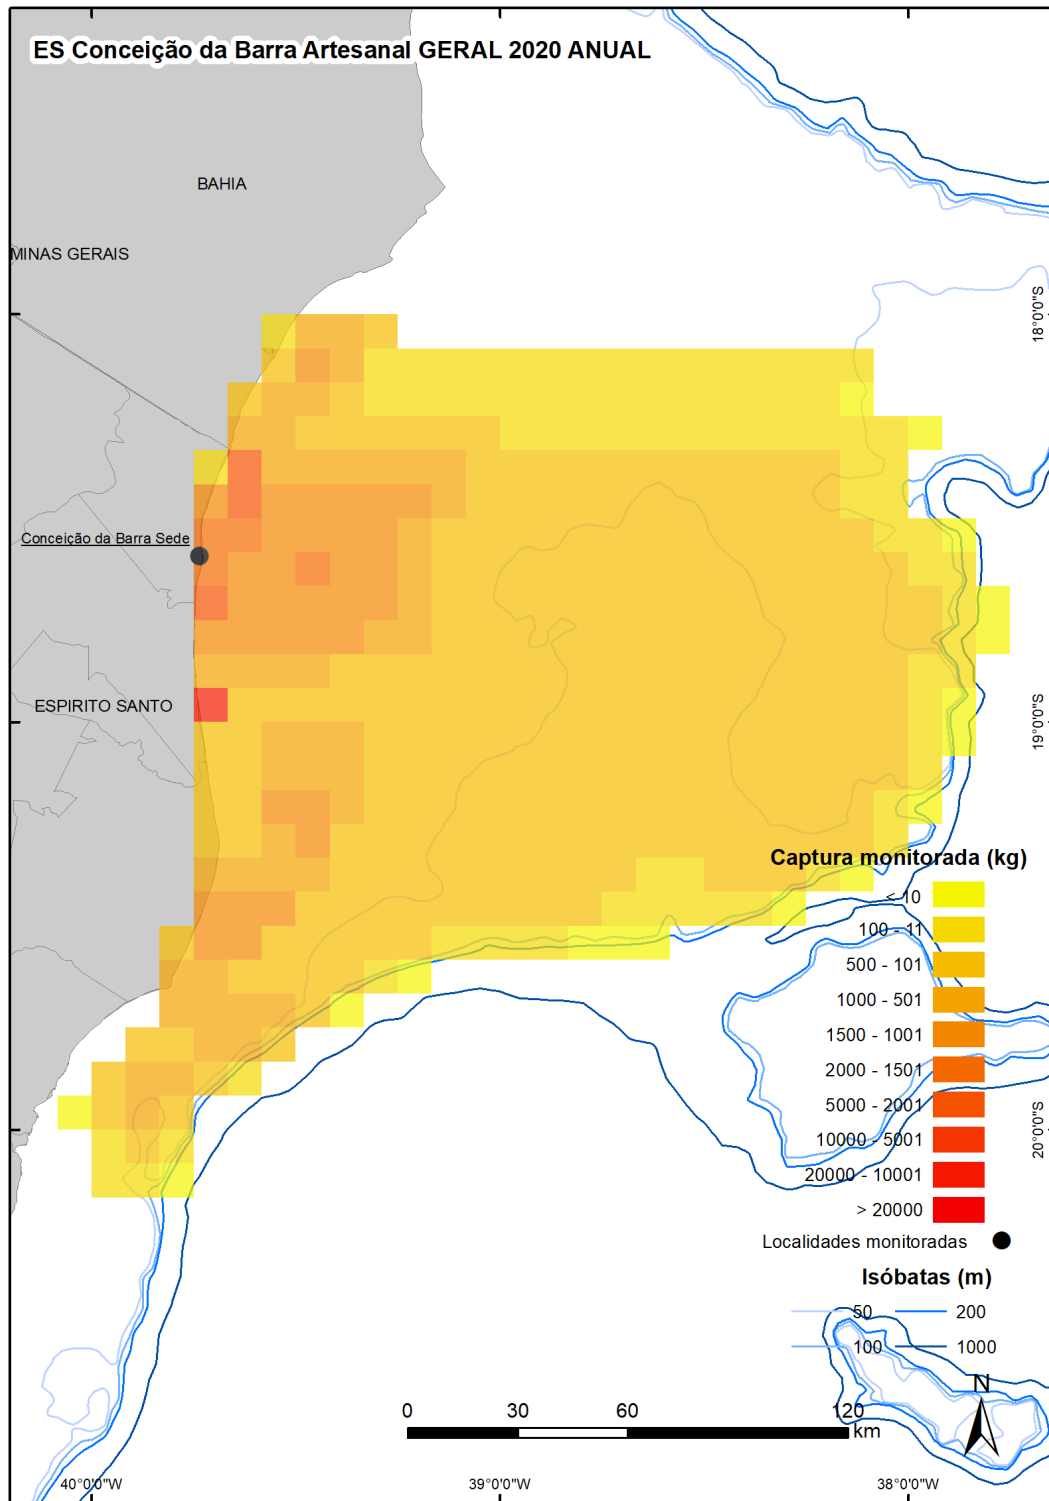 ES Conceição da Barra Artesanal GERAL 2020 ANUAL
BAHIA
MINAS GERAIS
18°0'0"S
Conceição da Barra Sede
ESPIRITO SANTO
19°0'0"S
Captura monitorada (kg)
< 10
100 - 11
500 - 101
1000 - 501
1500 - 1001
2000 - 1501
5000 - 2001
10000 - 5001
20000 - 10001
> 20000
20°0'0"S
Localidades monitoradas
Isóbatas (m)
50 200
100 1000
N
0 30 60 120
km
40°0'0"W 39°0'0"W 38°0'0"W